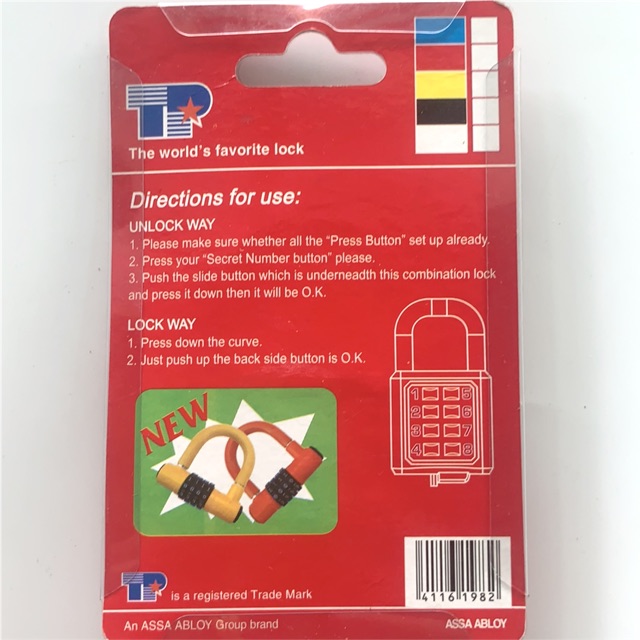 TP
The world's favorite lock
Directions for use:
UNLOCK WAY
1. Please make sure whether all the "Press Button" set up already.
2. Press your "Secret Number button" please.
3. Push the slide button which is underneadth this combination lock
and press it down then it will be O.K.
LOCK WAY
1. Press down the curve.
2. Just push up the back side button is O.K.
1 5
2 6
3 7
4 8
NEW
41161982
TP is a registered Trade Mark
An ASSA ABLOY Group brand
ASSA ABLOY